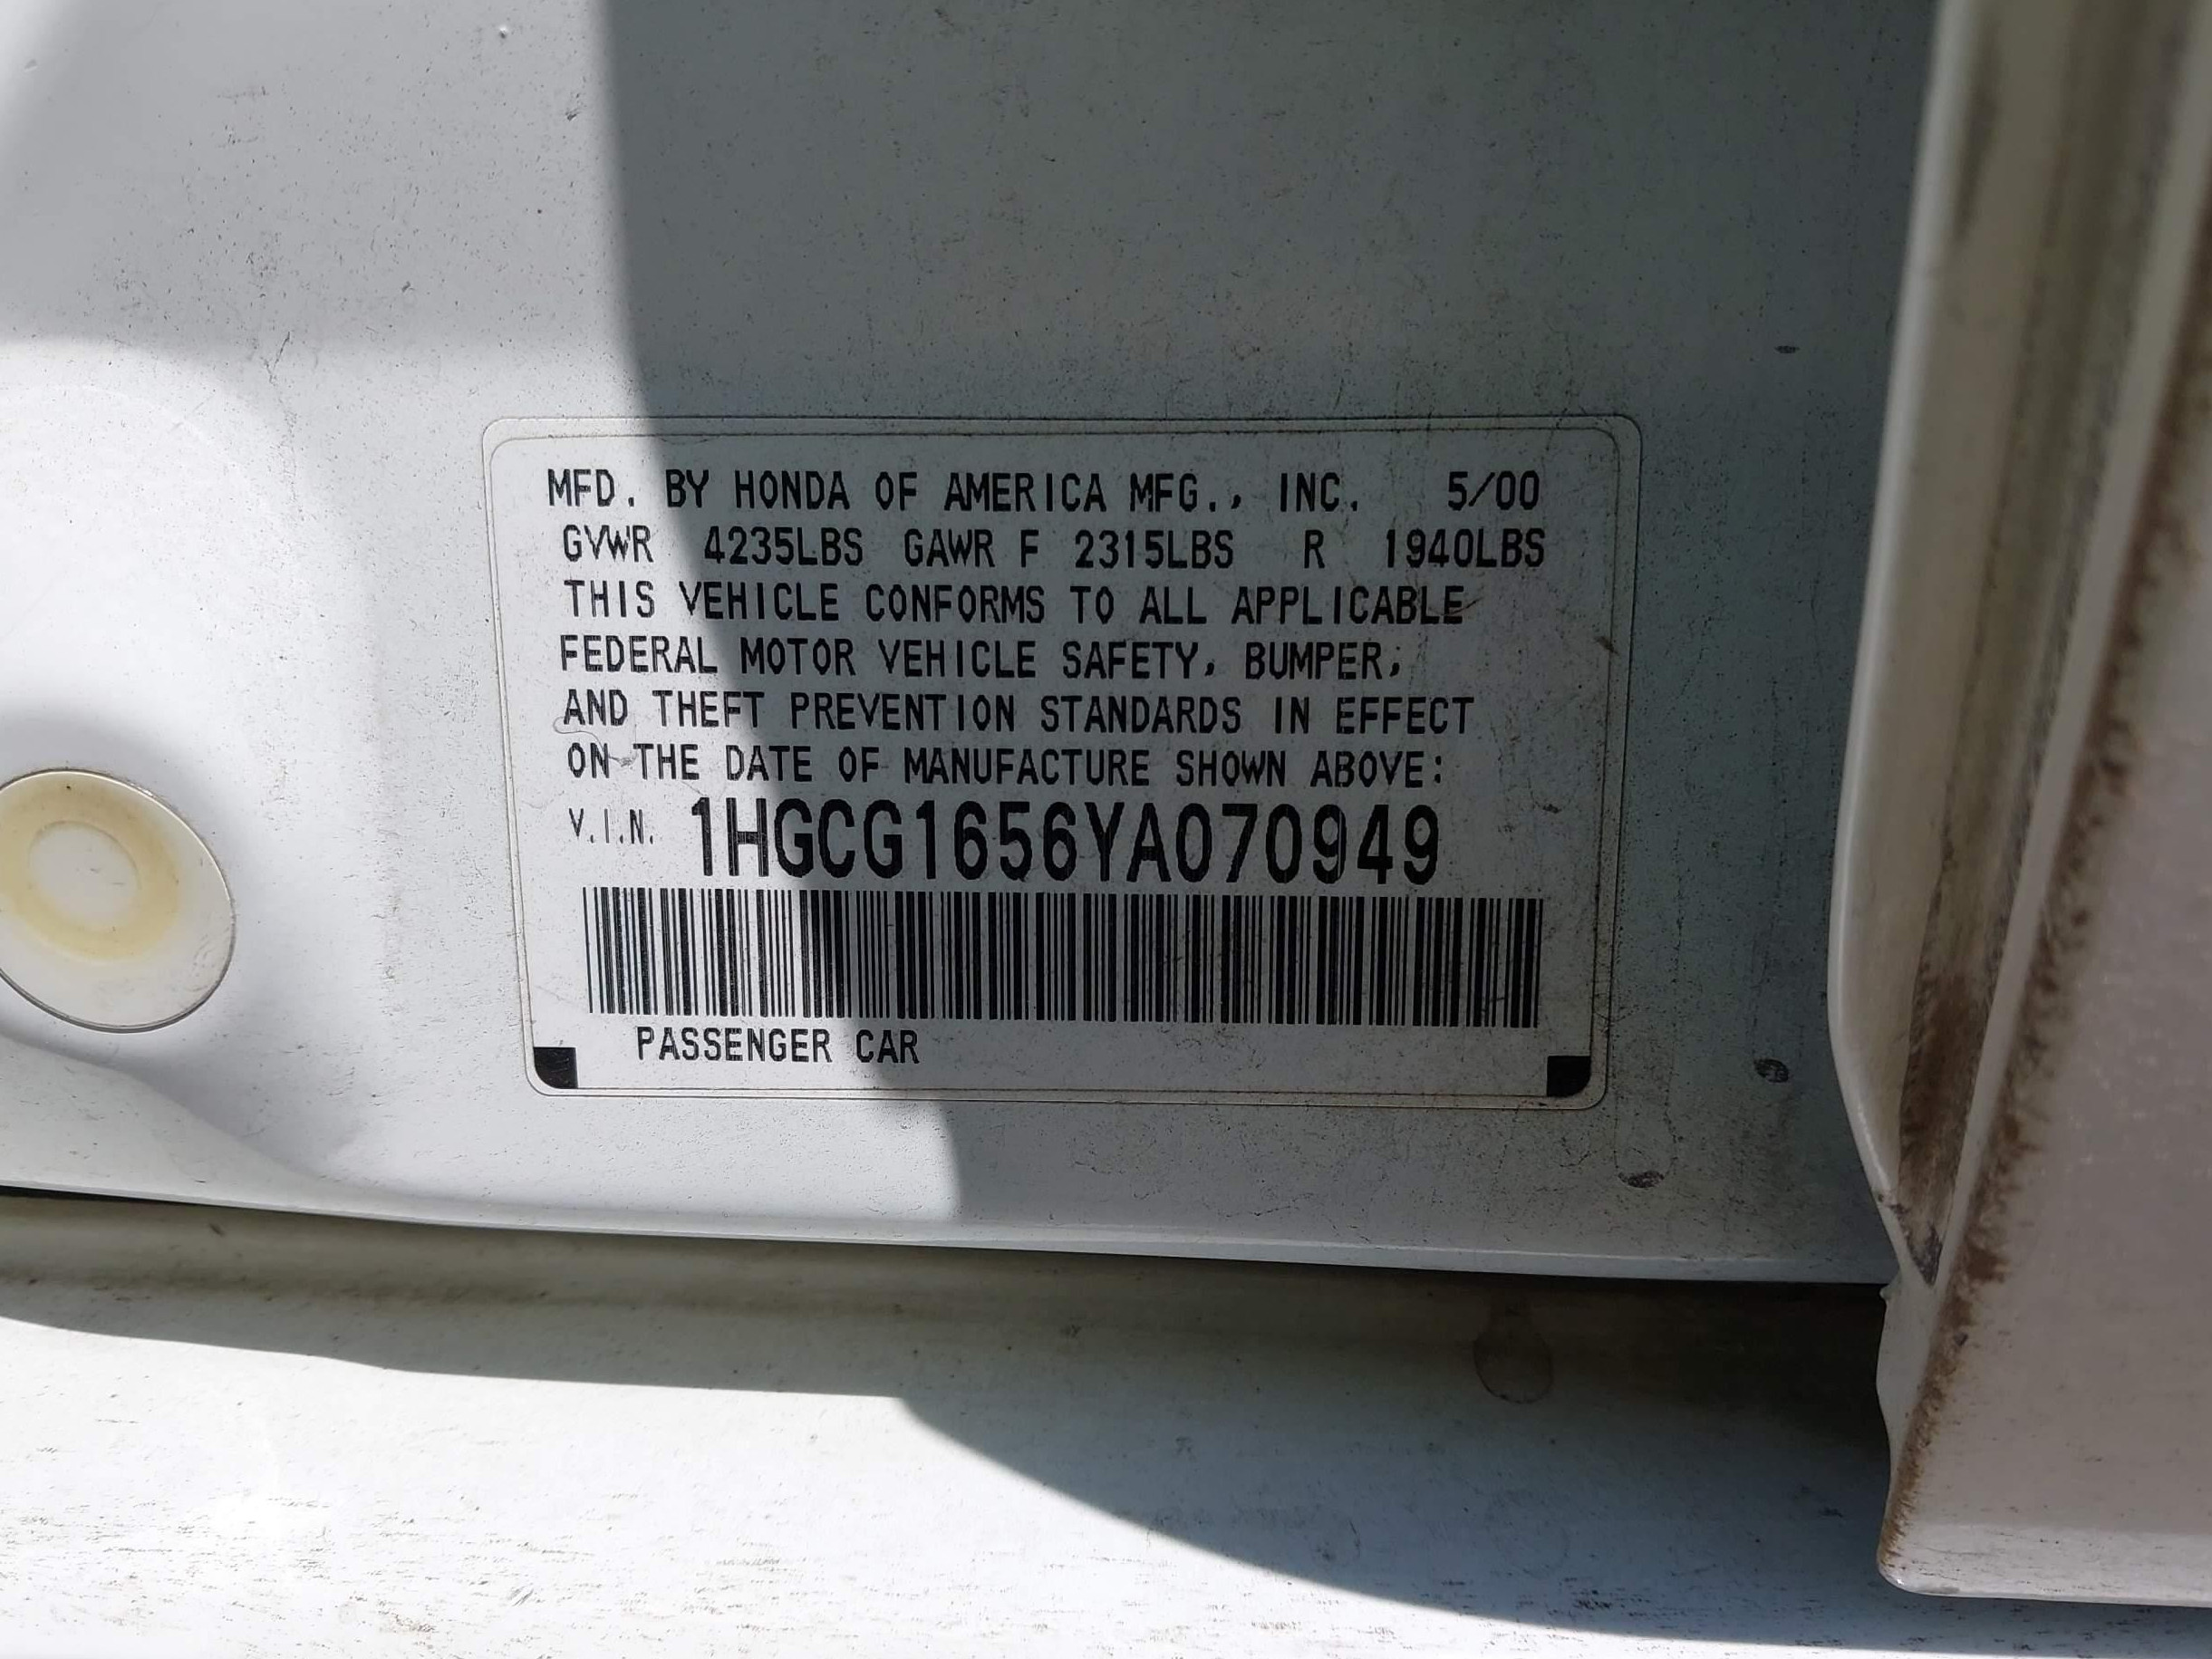 MFD. BY HONDA OF AMERICA MFG., INC. 5/00
GVWR 4235LBS GAWR F 2315LBS R 1940LBS
THIS VEHICLE CONFORMS TO ALL APPLICABLE
FEDERAL MOTOR VEHICLE SAFETY, BUMPER,
AND THEFT PREVENTION STANDARDS IN EFFECT
ON THE DATE OF MANUFACTURE SHOWN ABOVE:
V.I.N. 1HGCG1656YA070949
PASSENGER CAR